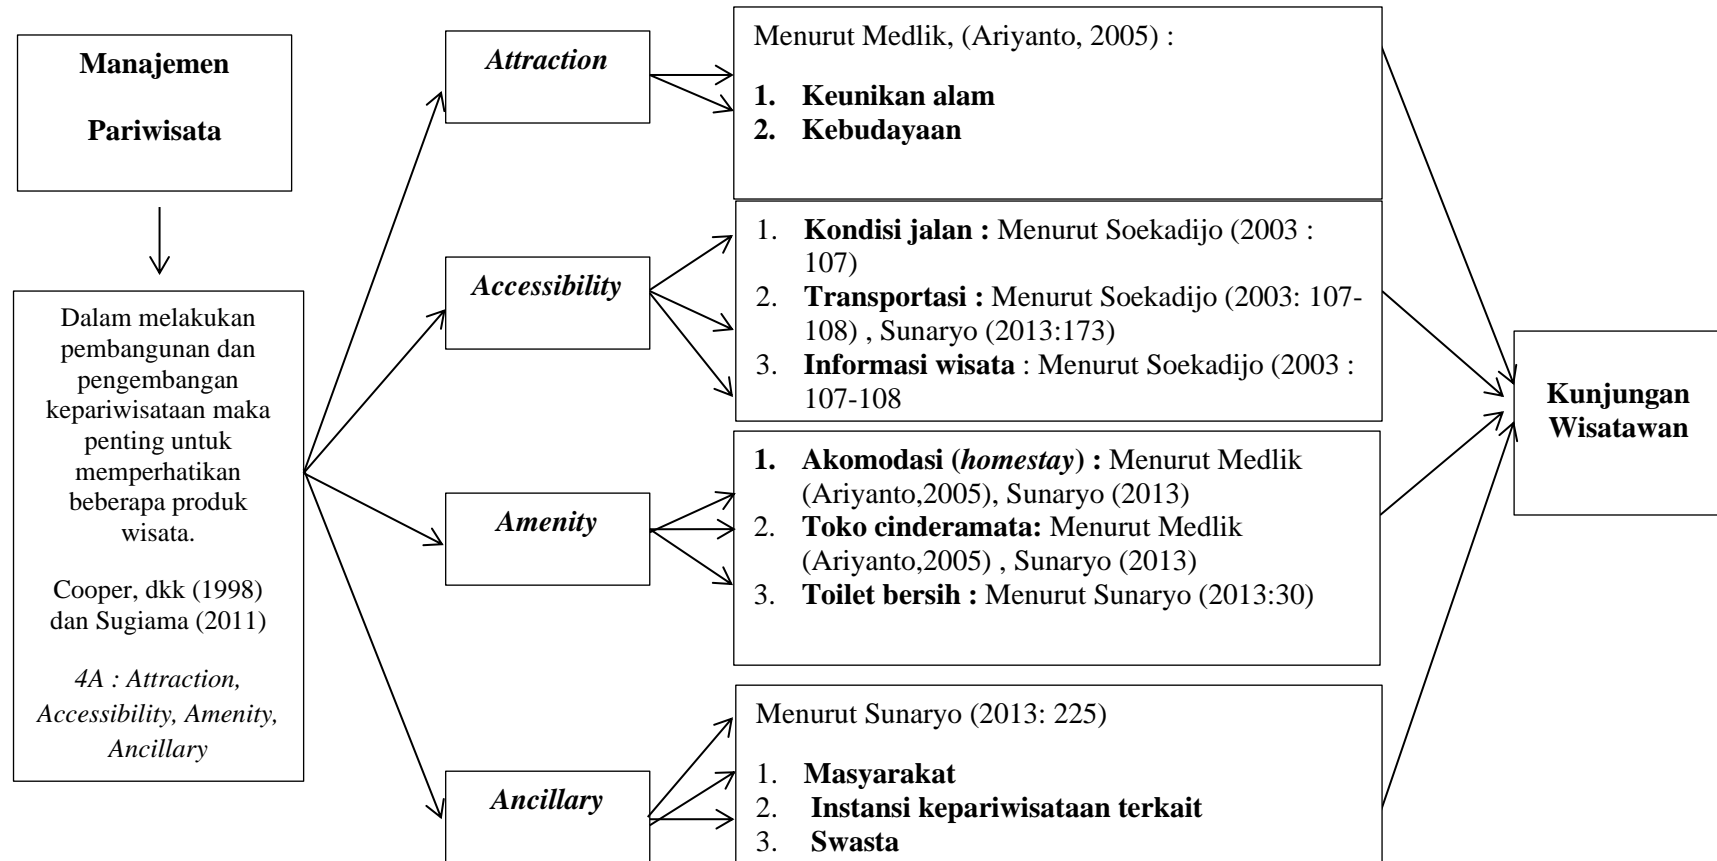 Manajemen
Pariwisata
Dalam melakukan
pembangunan dan
pengembangan
kepariwisataan maka
penting untuk
memperhatikan
beberapa produk
wisata.
Cooper, dkk (1998)
dan Sugiama (2011)
4A : Attraction,
Accessibility, Amenity,
Ancillary
Attraction
Menurut Medlik, (Ariyanto, 2005) :
1. Keunikan alam
2. Kebudayaan
Accessibility
1. Kondisi jalan : Menurut Soekadijo (2003 :
107)
2. Transportasi : Menurut Soekadijo (2003: 107-
108) , Sunaryo (2013:173)
3. Informasi wisata : Menurut Soekadijo (2003 :
107-108
Amenity
1. Akomodasi (homestay) : Menurut Medlik
(Ariyanto,2005), Sunaryo (2013)
2. Toko cinderamata: Menurut Medlik
(Ariyanto,2005) , Sunaryo (2013)
3. Toilet bersih : Menurut Sunaryo (2013:30)
Ancillary
Menurut Sunaryo (2013: 225)
1. Masyarakat
2. Instansi kepariwisataan terkait
3. Swasta
Kunjungan
Wisatawan